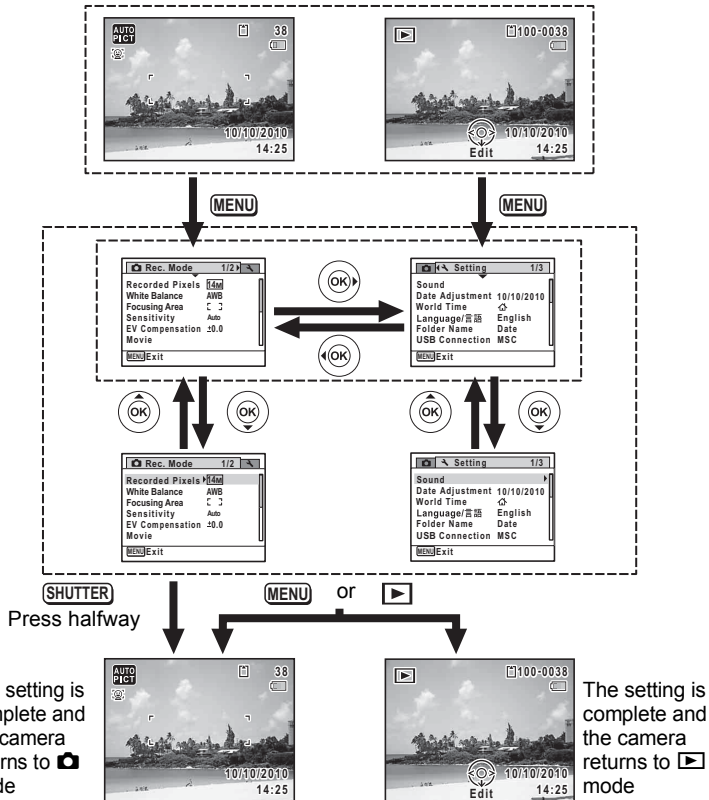 AUTO PICT 38
10/10/2010
14:25
100-0038
10/10/2010
Edit 14:25
MENU
MENU
Rec. Mode 1/2
Recorded Pixels 14M
White Balance AWB
Focusing Area
Sensitivity Auto
EV Compensation ±0.0
Movie
MENU Exit
OK
OK
Setting 1/3
Sound
Date Adjustment 10/10/2010
World Time
Language/言語 English
Folder Name Date
USB Connection MSC
MENU Exit
OK
OK
OK
OK
Rec. Mode 1/2
Recorded Pixels 14M
White Balance AWB
Focusing Area
Sensitivity Auto
EV Compensation ±0.0
Movie
MENU Exit
Setting 1/3
Sound
Date Adjustment 10/10/2010
World Time
Language/言語 English
Folder Name Date
USB Connection MSC
MENU Exit
SHUTTER
Press halfway
MENU or
AUTO PICT 38
10/10/2010
14:25
setting is
and
camera
to
100-0038
10/10/2010
Edit 14:25
The setting is
complete and
the camera
returns to
mode